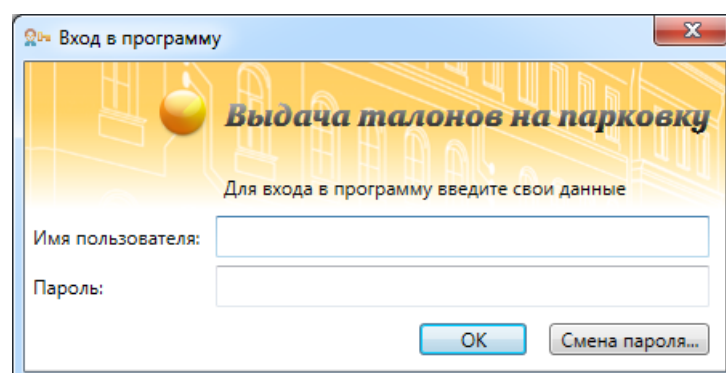 Вход в программу
Выдача талонов на парковку
Для входа в программу введите свои данные
Имя пользователя:
Пароль:
OK
Смена пароля...